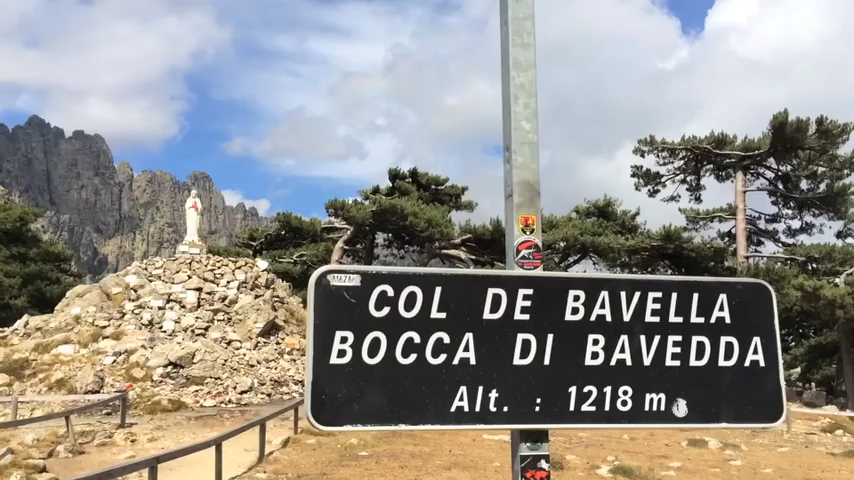 COL DE BAVELLA
BOCCA DI BAVEDDA
Alt. : 1218 m